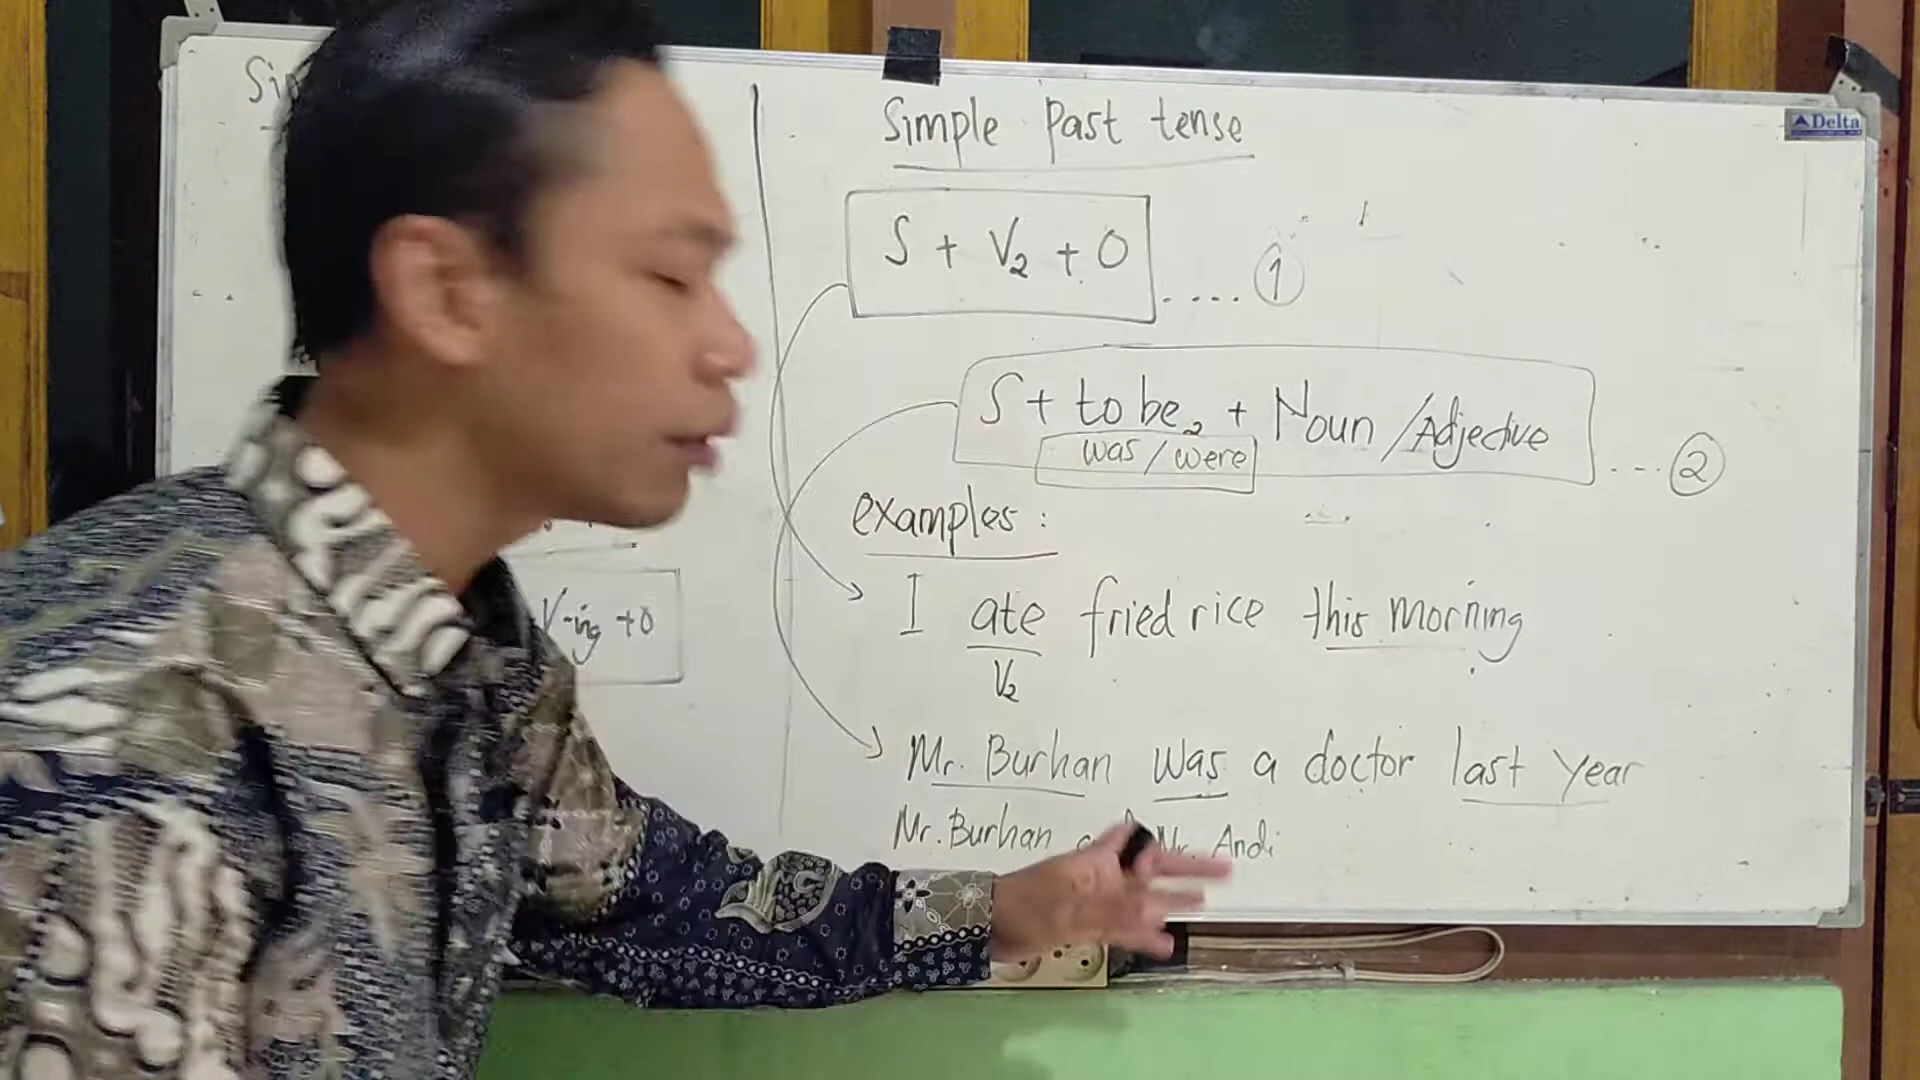 Delta
Simple Past tense
S + V2 + O
..... 1
S + to be2 + Noun / Adjective
was / were
... 2
examples :
V-ing + O
I ate fried rice this morning
V2
Mr. Burhan was a doctor last year
Mr. Burhan Mr. Andi